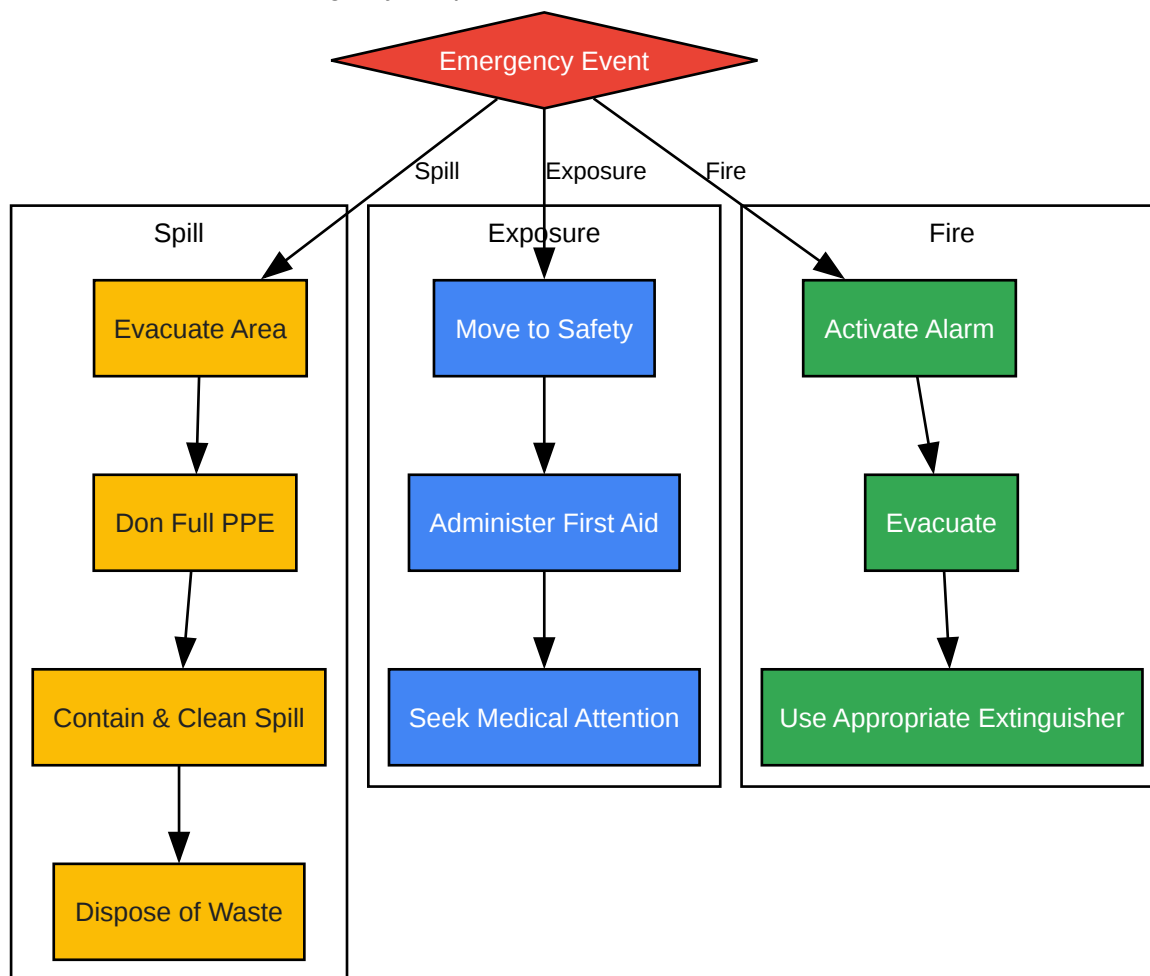 Emergency Event
Spill
Exposure
Fire
Spill
Exposure
Fire
Evacuate Area
Move to Safety
Activate Alarm
Don Full PPE
Administer First Aid
Evacuate
Contain & Clean Spill
Seek Medical Attention
Use Appropriate Extinguisher
Dispose of Waste